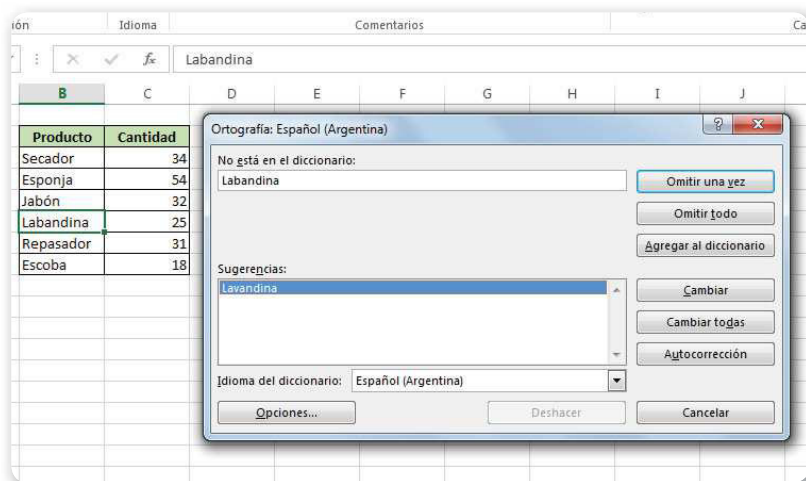 ión Idioma Comentarios Ca
fx Labandina
B C D E F G H I J
Producto Cantidad
Secador 34
Esponja 54
Jabón 32
Labandina 25
Repasador 31
Escoba 18
Ortografía: Español (Argentina)
No está en el diccionario:
Labandina
Omitir una vez
Omitir todo
Agregar al diccionario
Sugerencias:
Lavandina
Cambiar
Cambiar todas
Autocorrección
Idioma del diccionario: Español (Argentina)
Opciones... Deshacer Cancelar